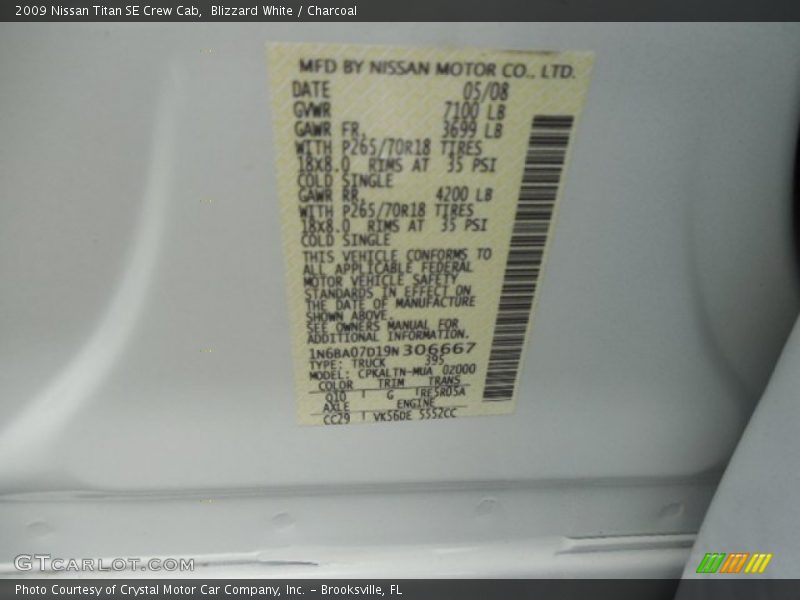 2009 Nissan Titan SE Crew Cab, Blizzard White / Charcoal
MFD BY NISSAN MOTOR CO., LTD.
DATE 05/08
GVWR 7100 LB
GAWR FR. 3699 LB
WITH P265/70R18 TIRES
18X8.0 RIMS AT 35 PSI
COLD SINGLE
GAWR RR. 4200 LB
WITH P265/70R18 TIRES
18X8.0 RIMS AT 35 PSI
COLD SINGLE
THIS VEHICLE CONFORMS TO
ALL APPLICABLE FEDERAL
MOTOR VEHICLE SAFETY
STANDARDS IN EFFECT ON
THE DATE OF MANUFACTURE
SHOWN ABOVE.
SEE OWNERS MANUAL FOR
ADDITIONAL INFORMATION.
1N6BA07D19N306667
TYPE: TRUCK 395
MODEL: CPKALTN-MUA 02000
COLOR TRIM TRANS
Q10 G RE5R05A
AXLE ENGINE
CC29 VK56DE 5552CC
GTCARLOT.COM
Photo Courtesy of Crystal Motor Car Company, Inc. – Brooksville, FL